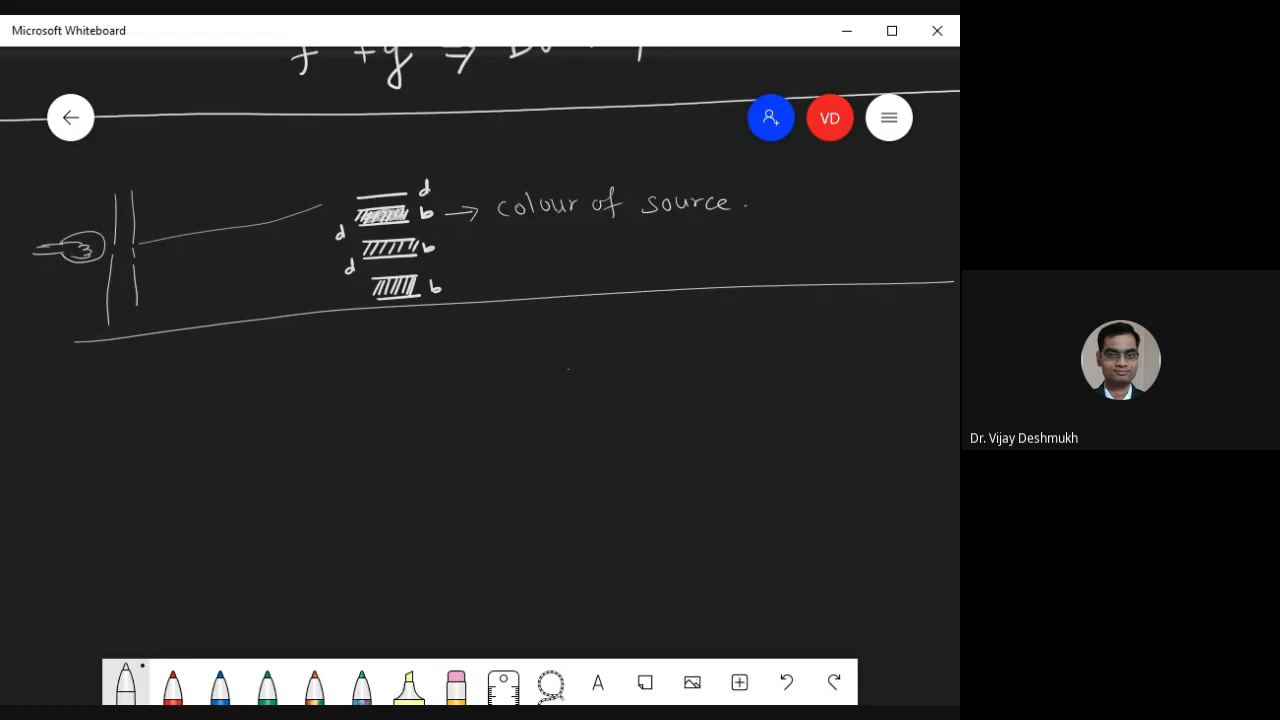 Microsoft Whiteboard
VD
d
b → colour of source.
d
b
d
b
Dr. Vijay Deshmukh
A